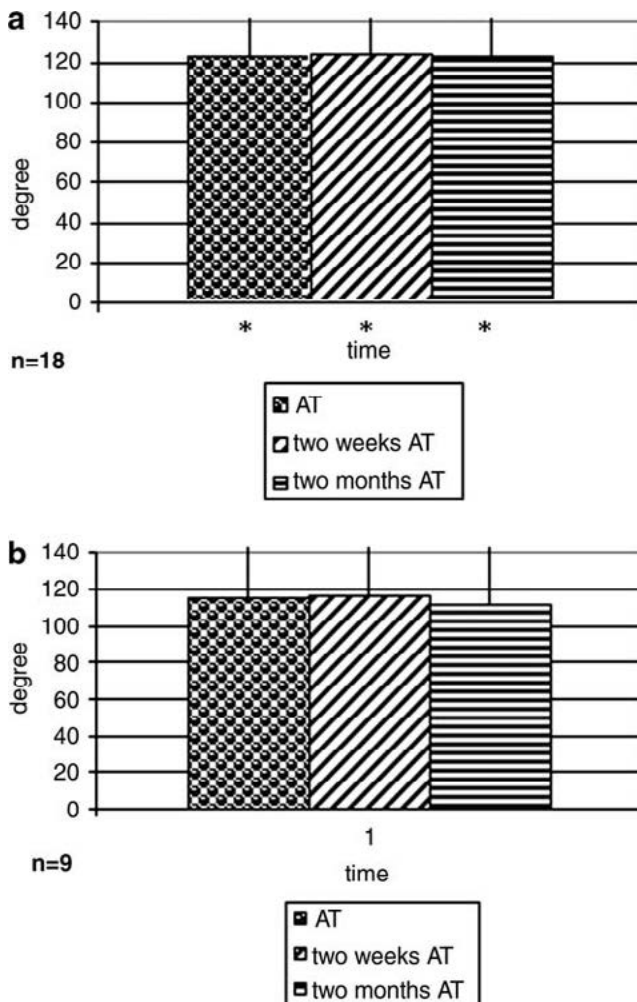 a
140
120
100
80
60
40
20
0
degree
* * *
time
n=18
AT
two weeks AT
two months AT
b
140
120
100
80
60
40
20
0
degree
1
time
n=9
AT
two weeks AT
two months AT